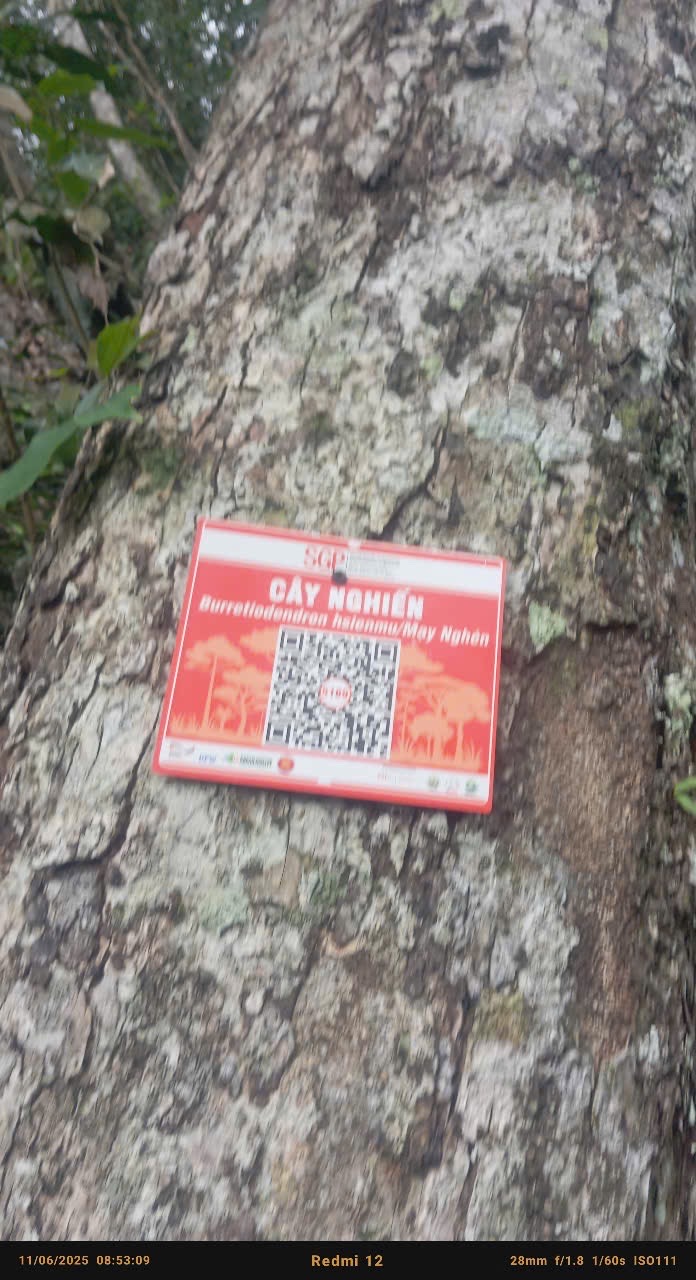 SGP
CÂY NGHIẾN
Burretiodendron hsienmu/May Nghên
11/06/2025 08:53:09
Redmi 12
28mm f/1.8 1/60s ISO111